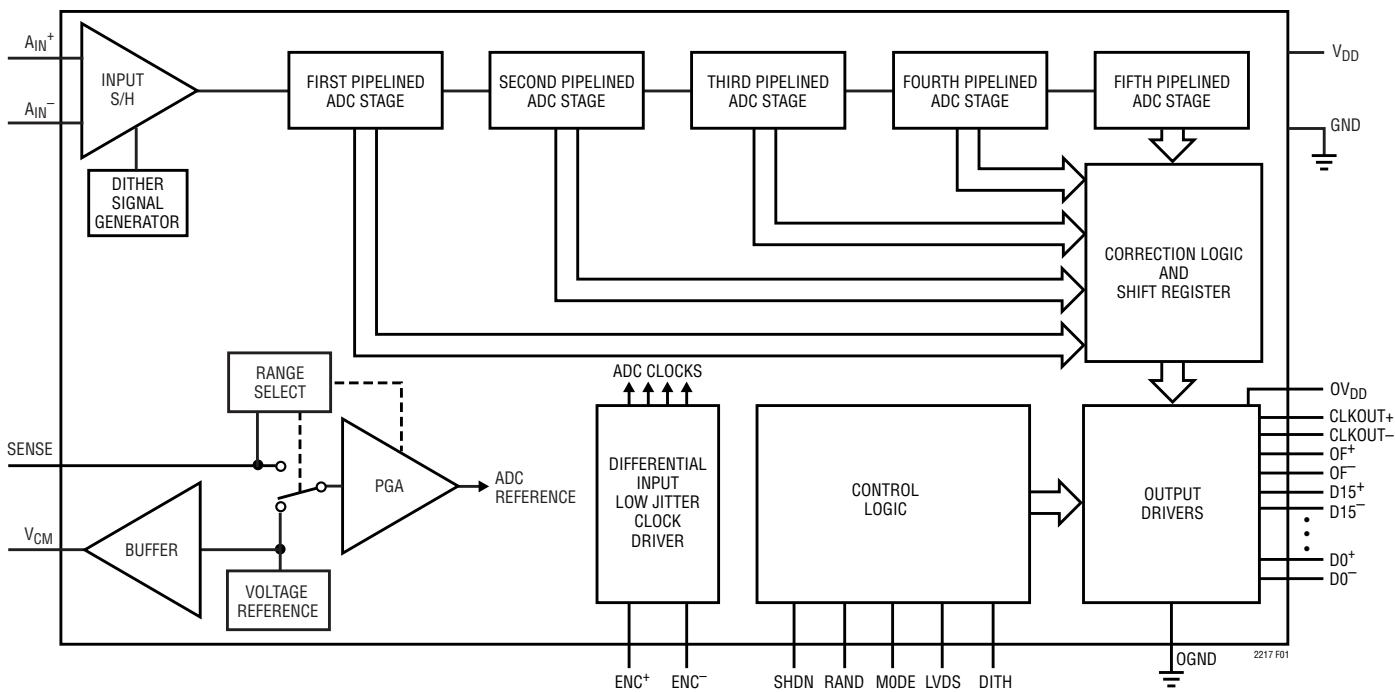 AIN+
AIN–
INPUT
S/H
DITHER
SIGNAL
GENERATOR
FIRST PIPELINED
ADC STAGE
SECOND PIPELINED
ADC STAGE
THIRD PIPELINED
ADC STAGE
FOURTH PIPELINED
ADC STAGE
FIFTH PIPELINED
ADC STAGE
VDD
GND
CORRECTION LOGIC
AND
SHIFT REGISTER
RANGE
SELECT
SENSE
VCM
BUFFER
VOLTAGE
REFERENCE
PGA
ADC
REFERENCE
ADC CLOCKS
DIFFERENTIAL
INPUT
LOW JITTER
CLOCK
DRIVER
CONTROL
LOGIC
OUTPUT
DRIVERS
OVDD
CLKOUT+
CLKOUT–
OF+
OF–
D15+
D15–
D0+
D0–
ENC+
ENC–
SHDN
RAND
MODE
LVDS
DITH
OGND
2217 F01